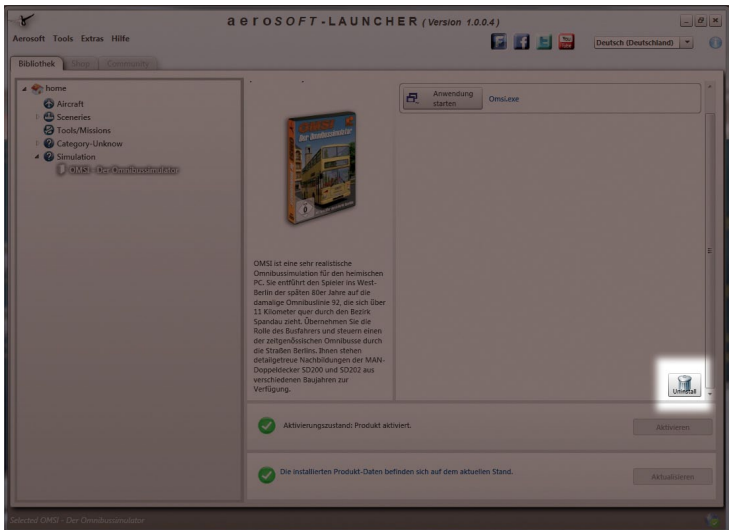 aeroSOFT-LAUNCHER (Version 1.0.0.4)
Aerosoft Tools Extras Hilfe
Deutsch (Deutschland)
Bibliothek Shop Community
home
Aircraft
Sceneries
Tools/Missions
Category-Unknow
Simulation
OMSI - Der Omnibussimulator
OMSI
Der Omnibussimulator
Anwendung
starten
Omsi.exe
OMSI ist eine sehr realistische
Omnibussimulation für den heimischen
PC. Sie entführt den Spieler ins West-
Berlin der späten 80er Jahre auf die
damalige Omnibuslinie 92, die sich über
11 Kilometer quer durch den Bezirk
Spandau zieht. Übernehmen Sie die
Rolle des Busfahrers und steuern einen
der zeitgenössischen Omnibusse durch
die Straßen Berlins. Ihnen stehen
detailgetreue Nachbildungen der MAN-
Doppeldecker SD200 und SD202 aus
verschiedenen Baujahren zur
Verfügung.
Uninstall
Aktivierungszustand: Produkt aktiviert.
Aktivieren
Die installierten Produkt-Daten befinden sich auf dem aktuellen Stand.
Aktualisieren
Selected OMSI - Der Omnibussimulator